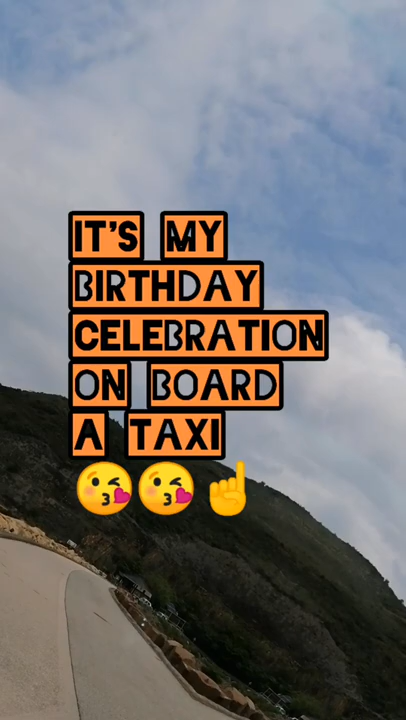 IT'S MY
BIRTHDAY
CELEBRATION
ON BOARD
A TAXI
😘😘☝